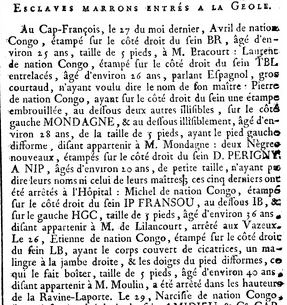 ESCLAVES MARRONS ENTRÉS A LA GEOLE.
Au Cap-François, le 27 du moi dernier, Avril de nation
Congo, étampé sur le côté droit du sein BR, âgé d'en-
viron 25 ans, taille de 5 pieds, à M. Bracourt : Laurent
de nation Congo, étampé sur le côté droit du sein TBL
entrelacés, âgé d'environ 26 ans, parlant Espagnol, gros
courtaud, n'ayant voulu dire le nom de son maître : Pierre
de nation Congo, ayant sur le côté droit du sein une étampe
embrouillée, au dessous deux autres illisibles, sur le côté
gauche MONDAGNE, & au dessous illisiblement, âgé d'en-
viron 28 ans, de la taille de 5 pieds, ayant le pied gauche
difforme, disant appartenir à M. Mondagne : deux Nègres
nouveaux, étampés sur le côté droit du sein D. PERIGNY
A NIP, âgés d'environ 20 ans, de petite taille, n'ayant pu
dire leurs noms ni celui de leurs maîtres; ces cinq derniers ont
été arrêtés à l'Hôpital : Michel de nation Congo, étampé
sur le côté droit du sein IP FRANSOU, au dessous IB, &
sur le gauche HGC, taille de 5 pieds, âgé d'environ 36 ans,
disant appartenir à M. de Lilancourt, arrêté aux Vazeux.
Le 26, Etienne de nation Congo, étampé sur le côté droit
du sein LB, ayant le corps couvert de cicatrices, un ma-
lingre à la jambe droite, & les doigts du pied difformes, ce
qui le fait boîter, taille de 5 pieds, âgé d'environ 40 ans,
disant appartenir à M. Moulin, a été arrêté dans les hauteurs
de la Ravine-Laporte. Le 29, Narcisse de nation Congo,